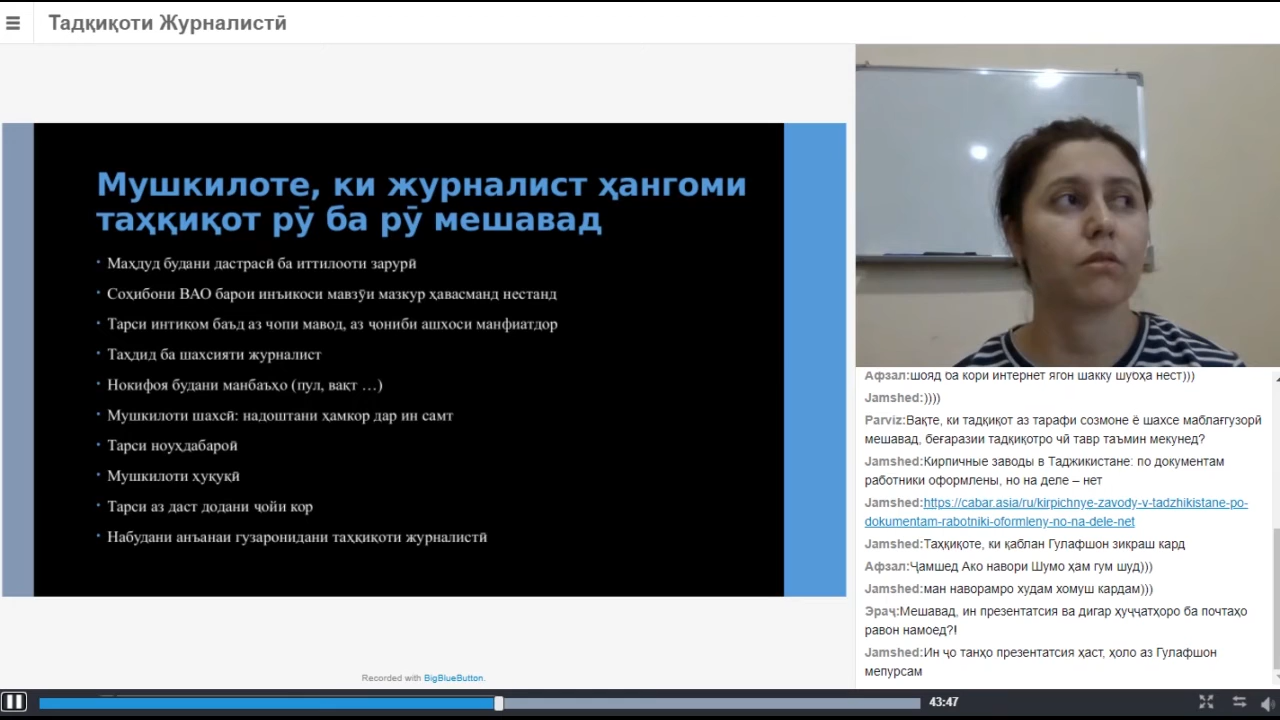 Тадқиқоти Журналистӣ
Мушкилоте, ки журналист ҳангоми
таҳқиқот рӯ ба рӯ мешавад
• Маҳдуд будани дастрасӣ ба иттилооти зарурӣ
• Соҳибони ВАО барои инъикоси мавзӯи мазкур ҳавасманд нестанд
• Тарси интиқом баъд аз чопи мавод, аз ҷониби ашхоси манфиатдор
• Таҳдид ба шахсияти журналист
• Нокифоя будани манбаъҳо (пул, вақт …)
• Мушкилоти шахсӣ: надоштани ҳамкор дар ин самт
• Тарси ноуҳдабароӣ
• Мушкилоти ҳуқуқӣ
• Тарси аз даст додани ҷойи кор
• Набудани анъанаи гузаронидани таҳқиқоти журналистӣ
Recorded with BigBlueButton.
Афзал:шояд ба кори интернет ягон шакку шубҳа нест)))
Jamshed:))))
Parviz:Вақте, ки тадқиқот аз тарафи созмоне ё шахсе маблағгузорӣ
мешавад, беғаразии тадқиқотро чӣ тавр таъмин мекунед?
Jamshed:Кирпичные заводы в Таджикистане: по документам
работники оформлены, но на деле – нет
Jamshed:https://cabar.asia/ru/kirpichnye-zavody-v-tadzhikistane-po-
dokumentam-rabotniki-oformleny-no-na-dele-net
Jamshed:Таҳқиқоте, ки қаблан Гулафшон зикраш кард
Афзал:Ҷамшед Ако навори Шумо ҳам гум шуд)))
Jamshed:ман наворамро худам хомуш кардам)))
Эраҷ:Мешавад, ин презентатсия ва дигар ҳуҷҷатҳоро ба почтаҳо
равон намоед?!
Jamshed:Ин ҷо танҳо презентатсия ҳаст, ҳоло аз Гулафшон
мепурсам
43:47